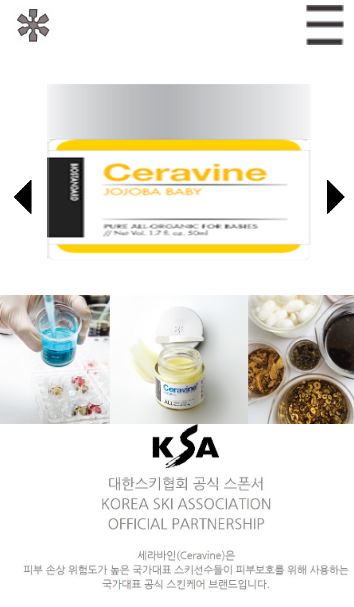 Ceravine
JOJOBA BABY
BIOSTANDARD
PURE ALL-ORGANIC FOR BABIES
// Net Vol. 1.7 fl. oz. 50ml
Ceravine
ALL
KSA
대한스키협회 공식 스폰서
KOREA SKI ASSOCIATION
OFFICIAL PARTNERSHIP
세라바인(Ceravine)은
피부 손상 위험도가 높은 국가대표 스키선수들이 피부보호를 위해 사용하는
국가대표 공식 스킨케어 브랜드입니다.